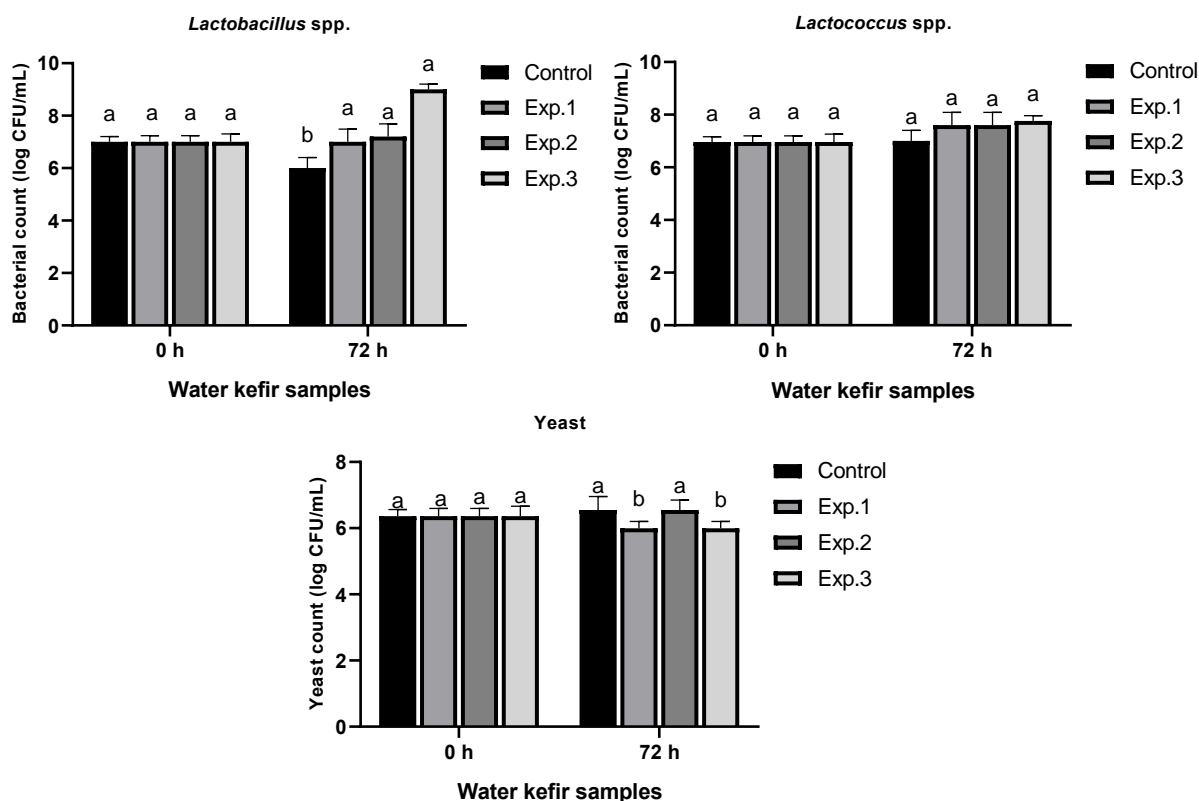 Lactobacillus spp.
Bacterial count (log CFU/mL)
10
8
6
4
2
0
a a a a
b a a a
0 h 72 h
Water kefir samples
Control
Exp.1
Exp.2
Exp.3
Lactococcus spp.
Bacterial count (log CFU/mL)
10
8
6
4
2
0
a a a a
a a a a
0 h 72 h
Water kefir samples
Control
Exp.1
Exp.2
Exp.3
Yeast
Yeast count (log CFU/mL)
8
6
4
2
0
a a a a
a b a b
0 h 72 h
Water kefir samples
Control
Exp.1
Exp.2
Exp.3